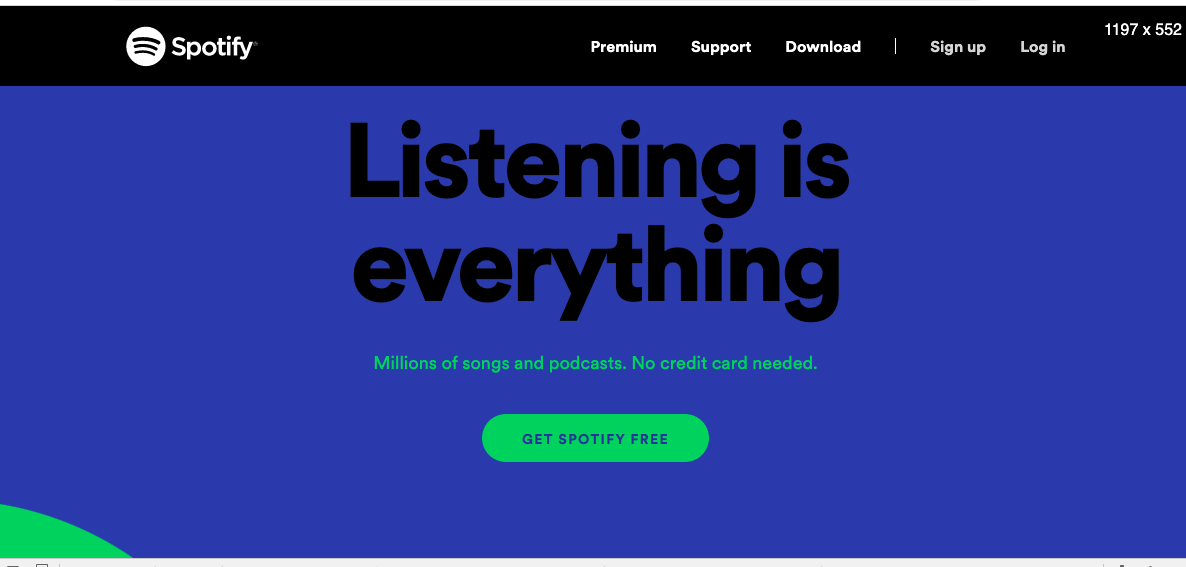 Spotify®
Premium Support Download | Sign up Log in
1197 x 552
Listening is
everything
Millions of songs and podcasts. No credit card needed.
GET SPOTIFY FREE